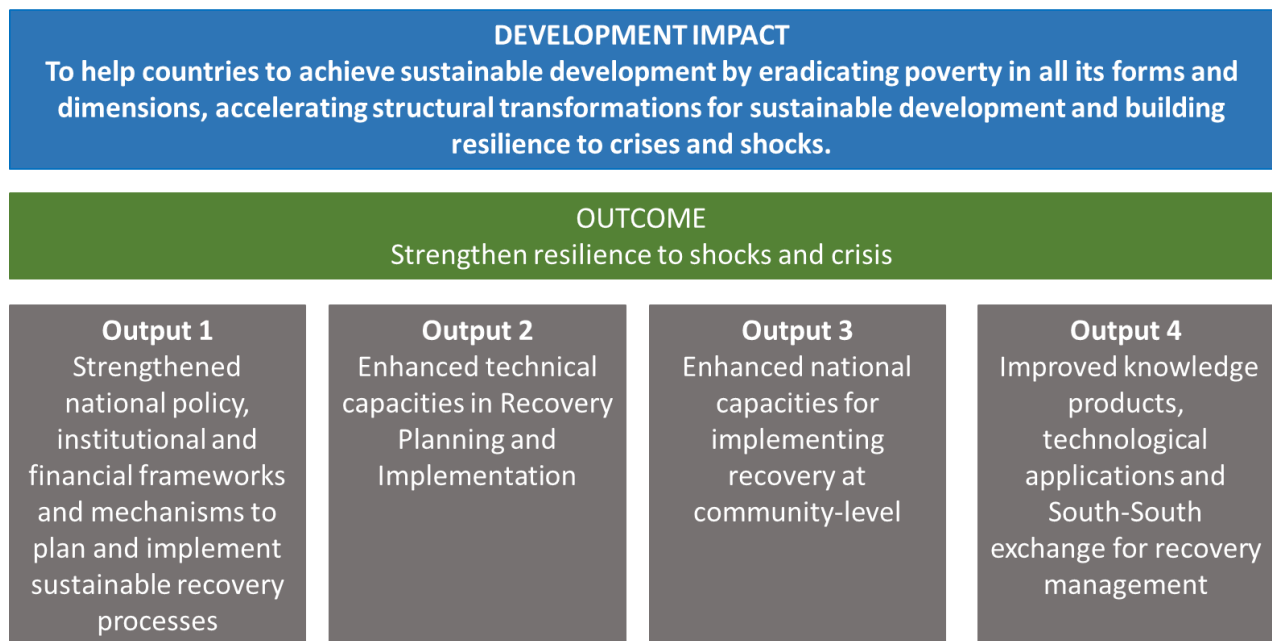 DEVELOPMENT IMPACT
To help countries to achieve sustainable development by eradicating poverty in all its forms and
dimensions, accelerating structural transformations for sustainable development and building
resilience to crises and shocks.
OUTCOME
Strengthen resilience to shocks and crisis
Output 1
Strengthened
national policy,
institutional and
financial frameworks
and mechanisms to
plan and implement
sustainable recovery
processes
Output 2
Enhanced technical
capacities in Recovery
Planning and
Implementation
Output 3
Enhanced national
capacities for
implementing
recovery at
community-level
Output 4
Improved knowledge
products,
technological
applications and
South-South
exchange for recovery
management